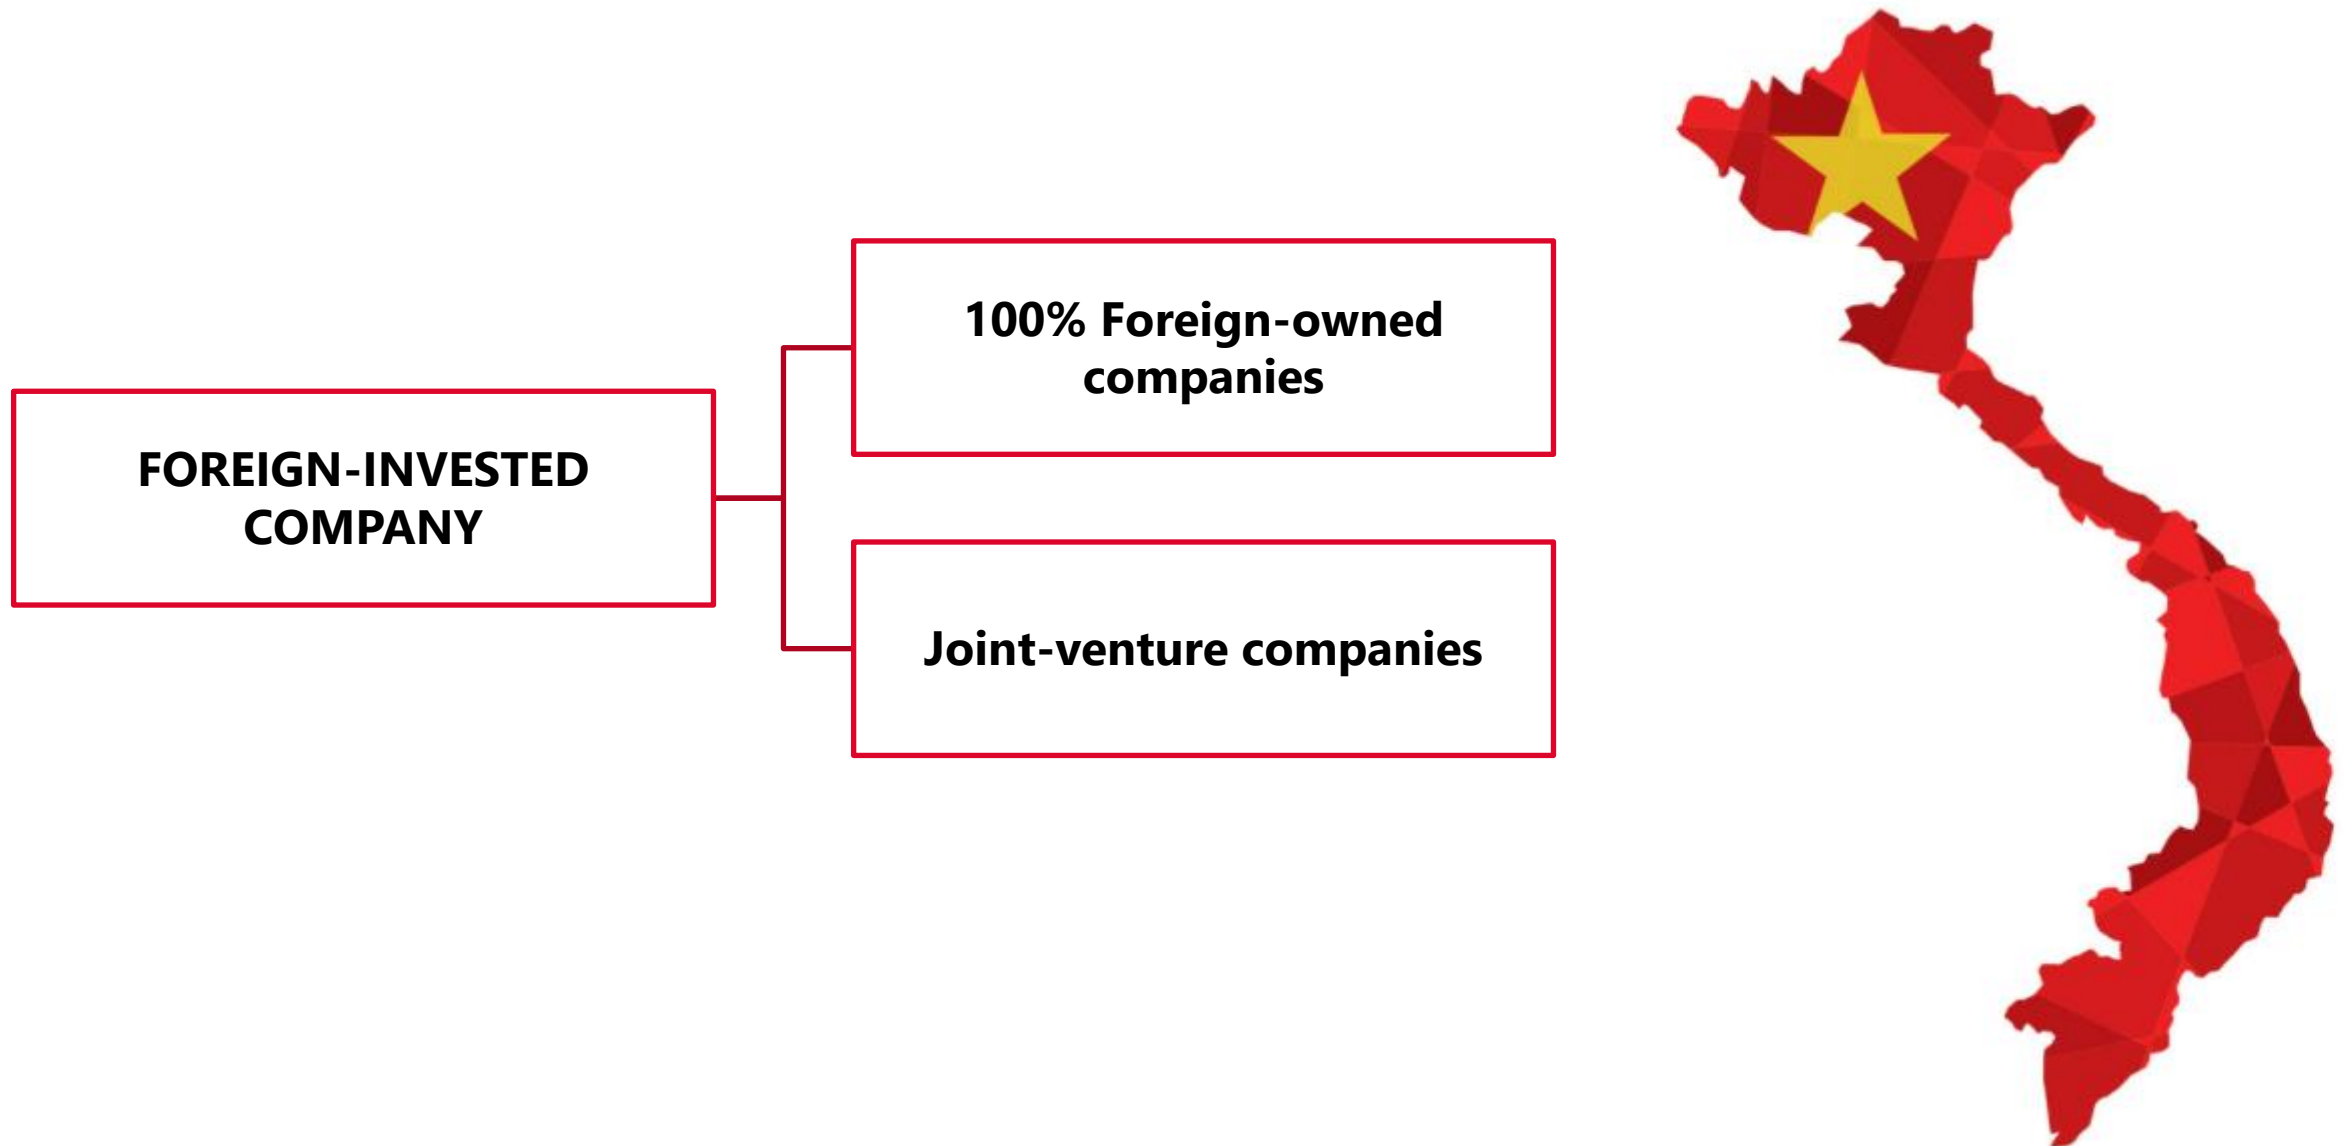 FOREIGN-INVESTED
COMPANY
100% Foreign-owned
companies
Joint-venture companies